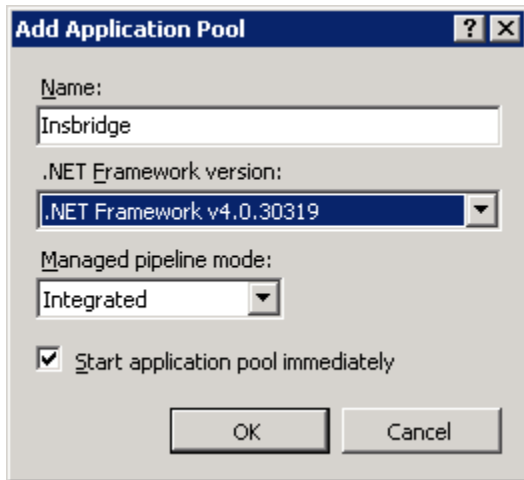 Add Application Pool
Name:
Insbridge
.NET Framework version:
.NET Framework v4.0.30319
Managed pipeline mode:
Integrated
Start application pool immediately
OK Cancel